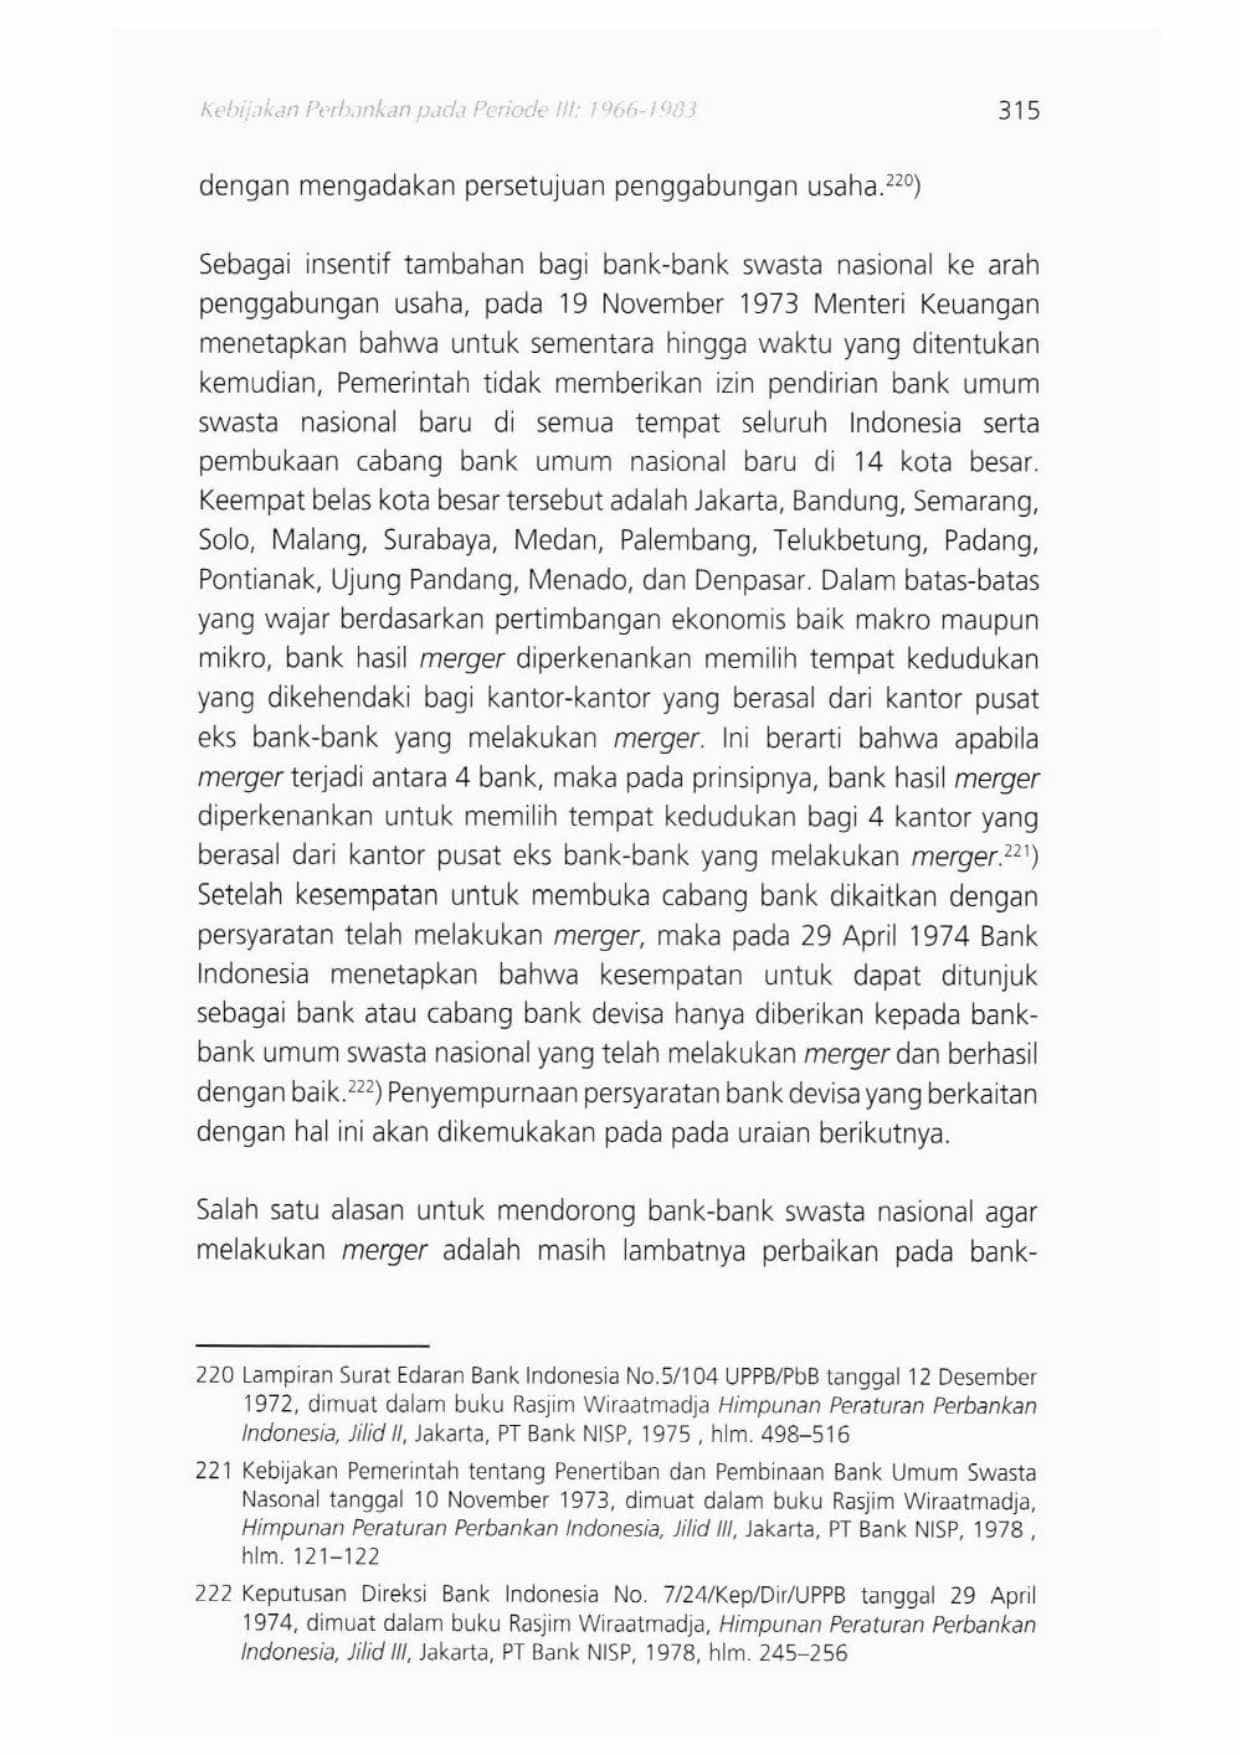 Kebijakan Perbankan pada Periode III: 1966-1983 315
dengan mengadakan persetujuan penggabungan usaha.220)
Sebagai insentif tambahan bagi bank-bank swasta nasional ke arah
penggabungan usaha, pada 19 November 1973 Menteri Keuangan
menetapkan bahwa untuk sementara hingga waktu yang ditentukan
kemudian, Pemerintah tidak memberikan izin pendirian bank umum
swasta nasional baru di semua tempat seluruh Indonesia serta
pembukaan cabang bank umum nasional baru di 14 kota besar.
Keempat belas kota besar tersebut adalah Jakarta, Bandung, Semarang,
Solo, Malang, Surabaya, Medan, Palembang, Telukbetung, Padang,
Pontianak, Ujung Pandang, Menado, dan Denpasar. Dalam batas-batas
yang wajar berdasarkan pertimbangan ekonomis baik makro maupun
mikro, bank hasil merger diperkenankan memilih tempat kedudukan
yang dikehendaki bagi kantor-kantor yang berasal dari kantor pusat
eks bank-bank yang melakukan merger. Ini berarti bahwa apabila
merger terjadi antara 4 bank, maka pada prinsipnya, bank hasil merger
diperkenankan untuk memilih tempat kedudukan bagi 4 kantor yang
berasal dari kantor pusat eks bank-bank yang melakukan merger.221)
Setelah kesempatan untuk membuka cabang bank dikaitkan dengan
persyaratan telah melakukan merger, maka pada 29 April 1974 Bank
Indonesia menetapkan bahwa kesempatan untuk dapat ditunjuk
sebagai bank atau cabang bank devisa hanya diberikan kepada bank-
bank umum swasta nasional yang telah melakukan merger dan berhasil
dengan baik.222) Penyempurnaan persyaratan bank devisa yang berkaitan
dengan hal ini akan dikemukakan pada pada uraian berikutnya.
Salah satu alasan untuk mendorong bank-bank swasta nasional agar
melakukan merger adalah masih lambatnya perbaikan pada bank-
220 Lampiran Surat Edaran Bank Indonesia No.5/104 UPPB/PbB tanggal 12 Desember
1972, dimuat dalam buku Rasjim Wiraatmadja Himpunan Peraturan Perbankan
Indonesia, Jilid II, Jakarta, PT Bank NISP, 1975 , hlm. 498–516
221 Kebijakan Pemerintah tentang Penertiban dan Pembinaan Bank Umum Swasta
Nasonal tanggal 10 November 1973, dimuat dalam buku Rasjim Wiraatmadja,
Himpunan Peraturan Perbankan Indonesia, Jilid III, Jakarta, PT Bank NISP, 1978 ,
hlm. 121–122
222 Keputusan Direksi Bank Indonesia No. 7/24/Kep/Dir/UPPB tanggal 29 April
1974, dimuat dalam buku Rasjim Wiraatmadja, Himpunan Peraturan Perbankan
Indonesia, Jilid III, Jakarta, PT Bank NISP, 1978, hlm. 245–256